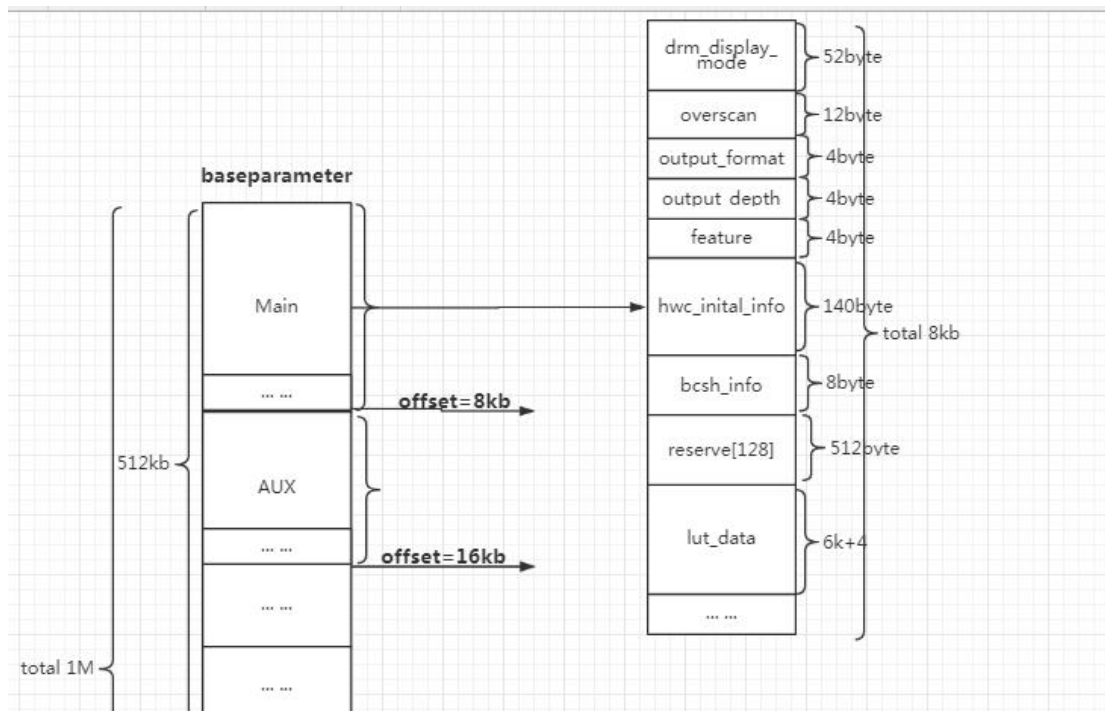 drm_display_
mode
52byte
overscan
12byte
output_format
4byte
output_depth
4byte
feature
4byte
hwc_inital_info
140byte
total 8kb
bcsh_info
8byte
reserve[128]
512byte
lut_data
6k+4
... ...
baseparameter
Main
... ...
offset=8kb
512kb
AUX
... ...
offset=16kb
... ...
total 1M
... ...